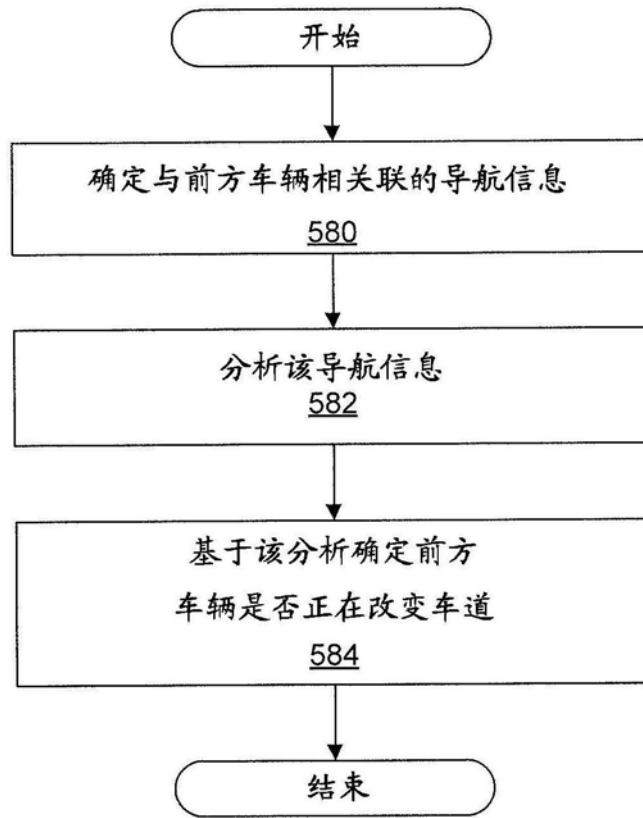 开始
确定与前方车辆相关联的导航信息
580
分析该导航信息
582
基于该分析确定前方
车辆是否正在改变车道
584
结束